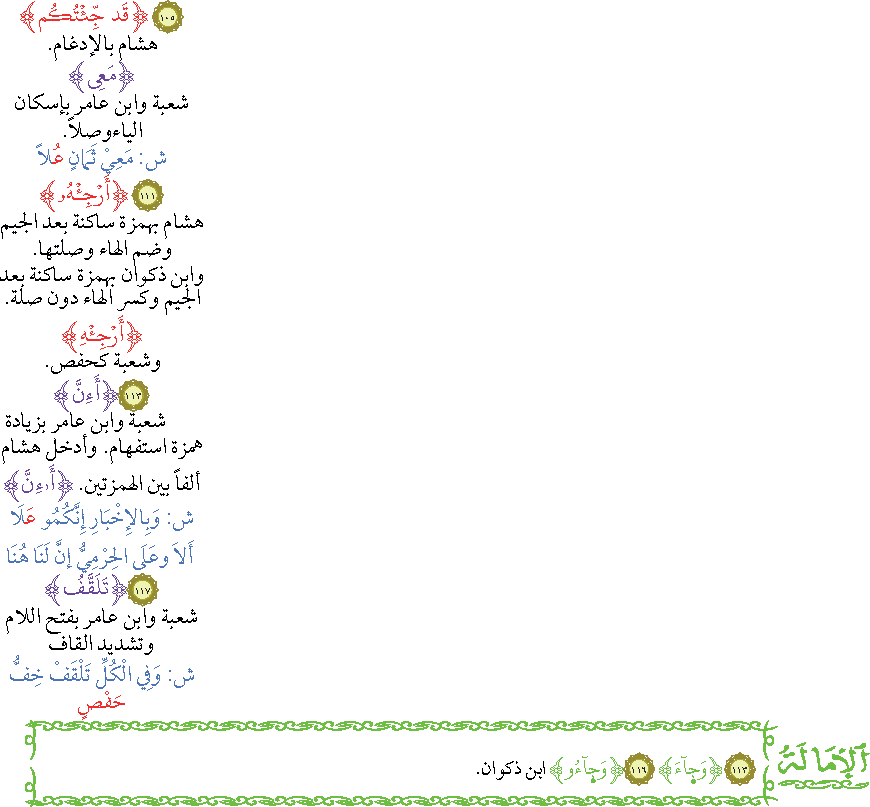 ١٠٥ ﴿قَد جِّئْتُكُم﴾
هشام بالإدغام.
﴿مَعِى﴾
شعبة وابن عامر بإسكان
الياءوصلاً.
ش: مَعِيْ ثَمَانٍ عُلاً
١١١ ﴿أَرْجِئْهُۥ﴾
هشام بهمزة ساكنة بعد الجيم
وضم الهاء وصلتها.
وابن ذكوان بهمزة ساكنة بعد
الجيم وكسر الهاء دون صلة.
﴿أَرْجِئْهِ﴾
وشعبة كحفص.
١١٣ ﴿أَءِنَّ﴾
شعبة وابن عامر بزيادة
همزة استفهام. وأدخل هشام
ألفاً بين الهمزتين. ﴿أَ۬ءِنَّ﴾
ش: وَبِالإِخْبَارِ إِنَّكُمُو عَلَا
أَلاَ وعَلَى الحِرْمِيُّ إنَّ لَنَا هُنَا
١١٧ ﴿تَلَقَّفُ﴾
شعبة وابن عامر بفتح اللام
وتشديد القاف
ش: وَفِي الْكُلِّ تَلْقَفْ خِفُّ
حَفْصٍ
الإِمَالَةُ
١١٣ ﴿وَجِآءَ﴾ ١١٦ ﴿وَجِآءُو﴾ ابن ذكوان.